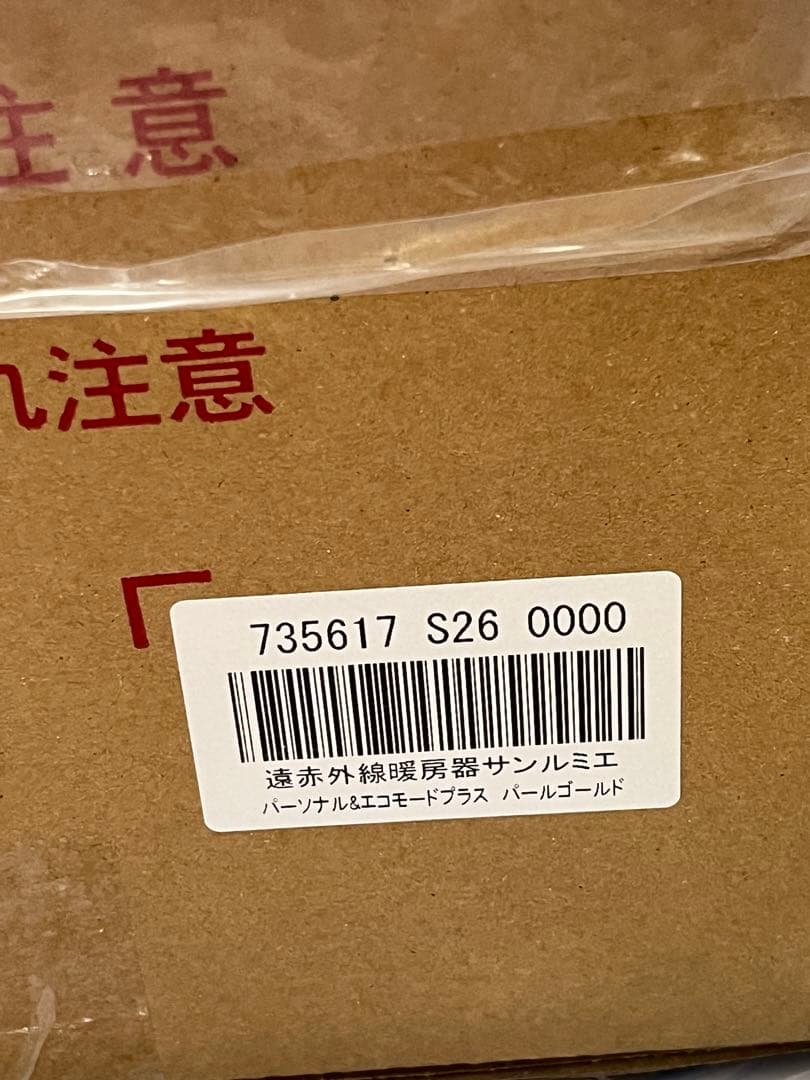 注意
れ注意
735617 S26 0000
遠赤外線暖房器サンルミエ
パーソナル&エコモードプラス パールゴールド